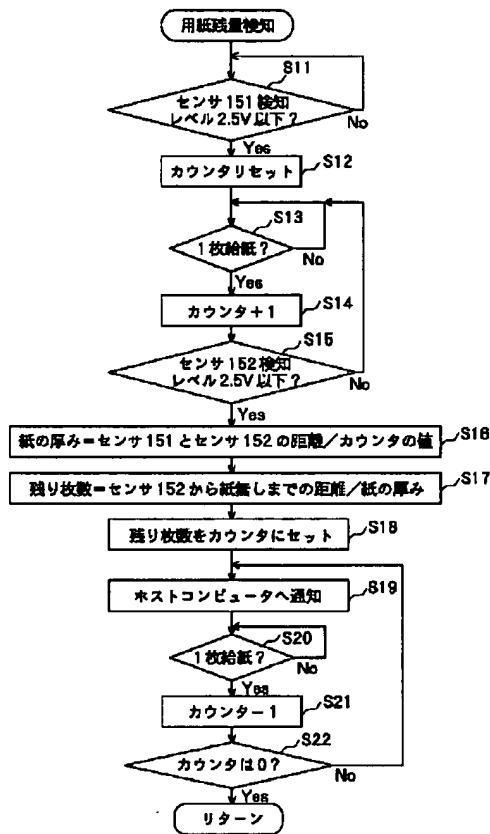 用紙残量検知
S11
センサ151検知
レベル2.5V以下？
No
Yes
S12
カウンタリセット
S13
1枚給紙？
No
Yes
S14
カウンタ＋1
S15
センサ152検知
レベル2.5V以下？
No
Yes
S16
紙の厚み＝センサ151とセンサ152の距離／カウンタの値
S17
残り枚数＝センサ152から紙無しまでの距離／紙の厚み
S18
残り枚数をカウンタにセット
S19
ホストコンピュータへ通知
S20
1枚給紙？
No
Yes
S21
カウンター1
S22
カウンタは0？
No
Yes
リターン